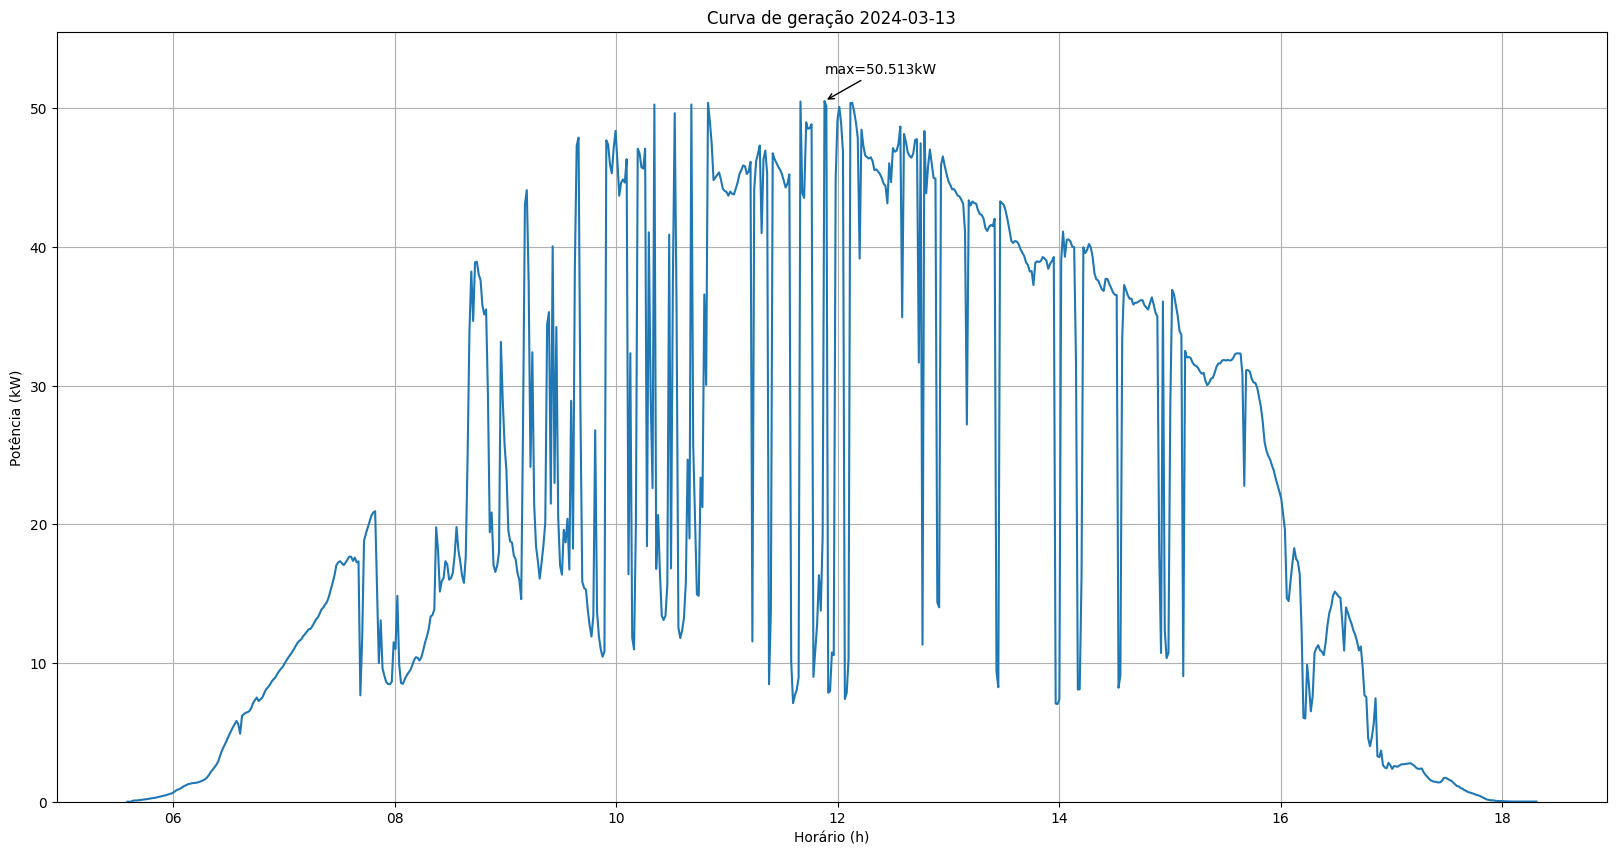 Curva de geração 2024-03-13
max=50.513kW
50
40
30
20
10
0
Potência (kW)
06 08 10 12 14 16 18
Horário (h)